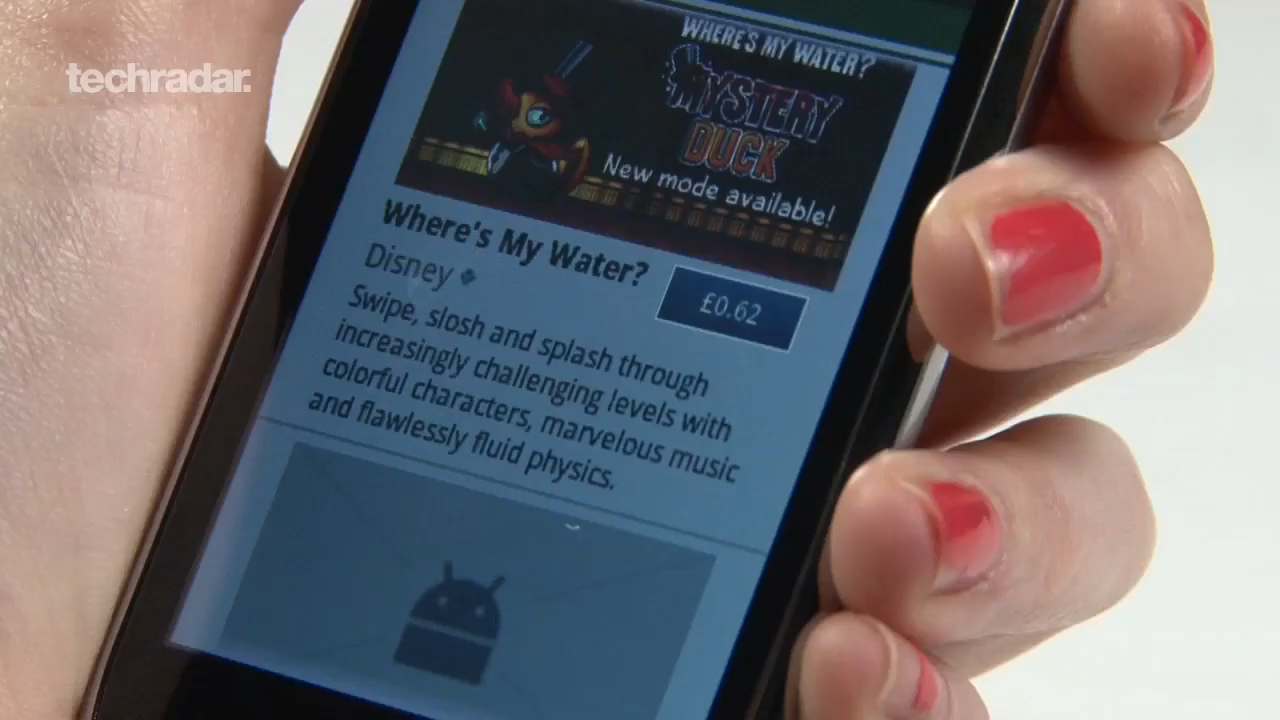 techradar.
WHERE'S MY WATER?
MYSTERY
DUCK
New mode available!
Where's My Water?
Disney
£0.62
Swipe, slosh and splash through
increasingly challenging levels with
colorful characters, marvelous music
and flawlessly fluid physics.